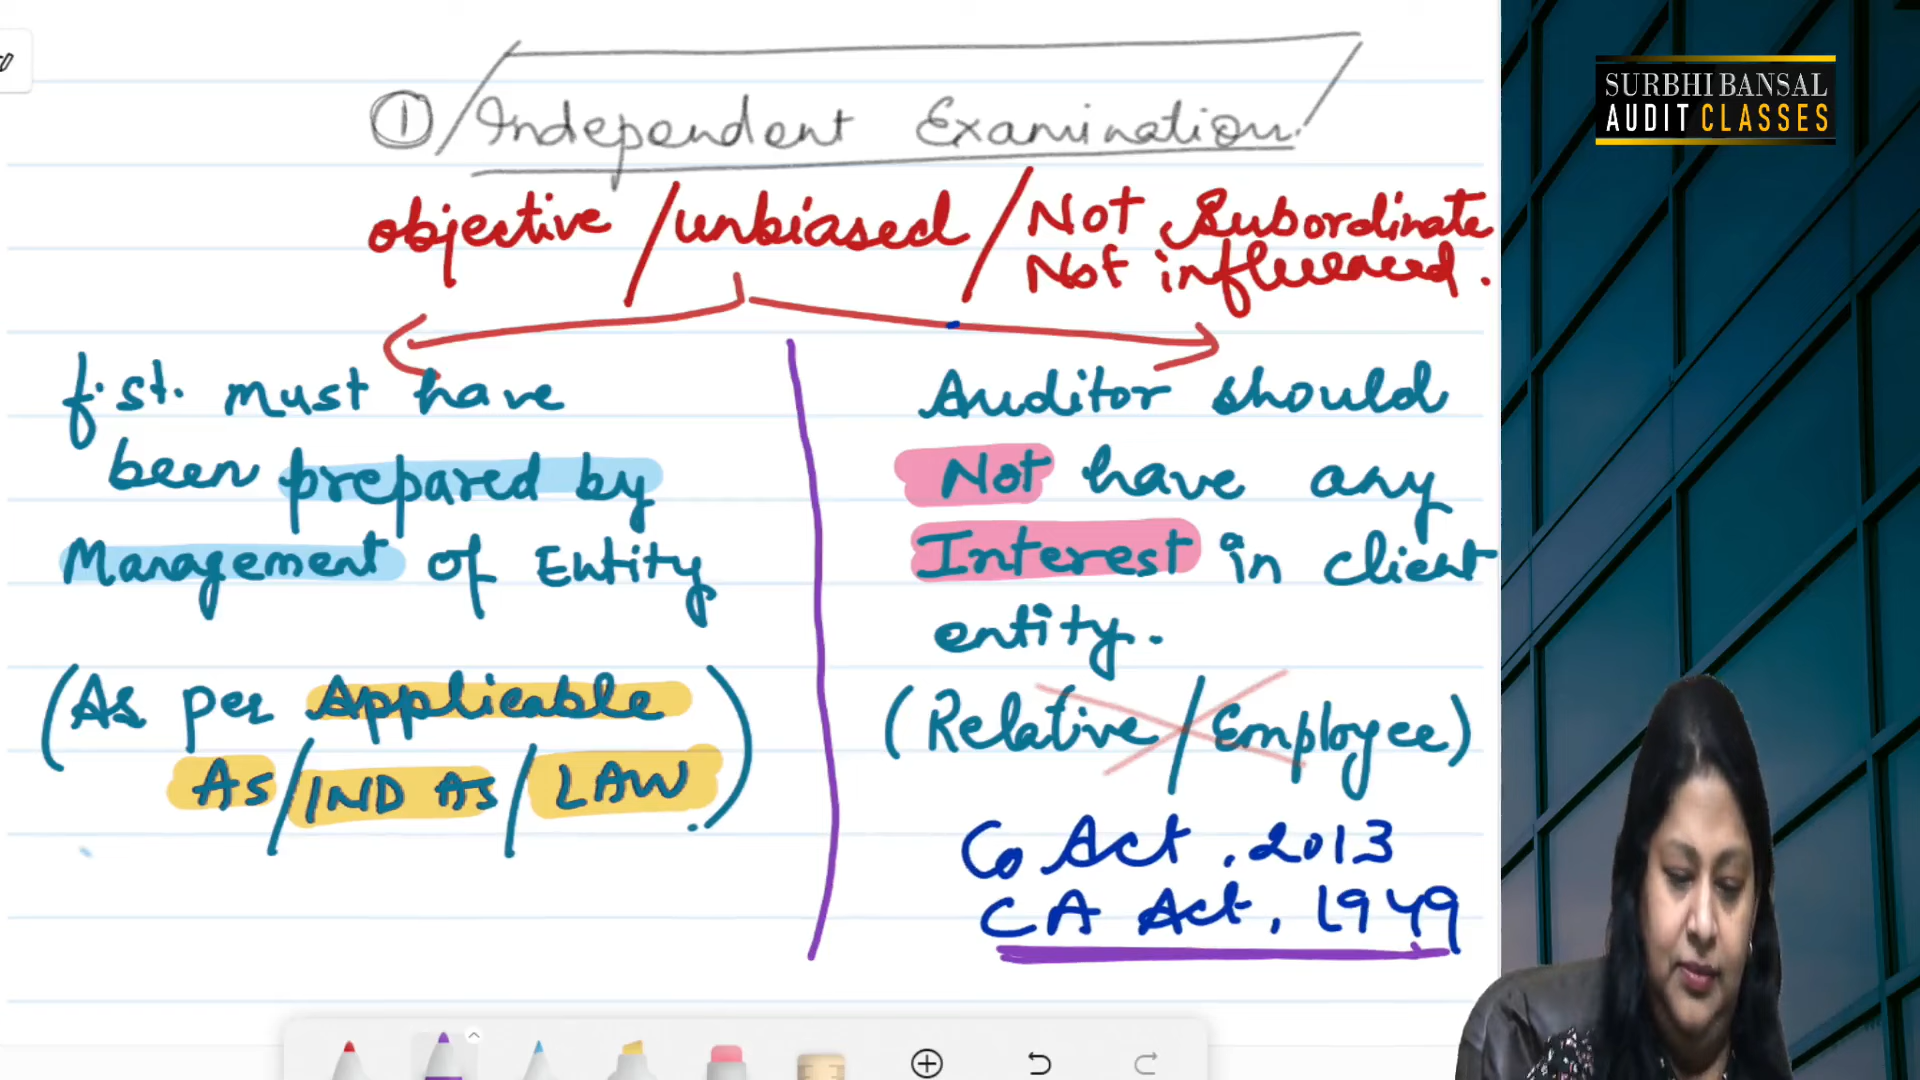 SURBHI BANSAL
AUDIT CLASSES
① Independent Examination.
objective / unbiased / Not Subordinate
Not influenced.
f.st. must have
been prepared by
Management of Entity
(As per Applicable
AS/IND AS/LAW)
Auditor should
Not have any
Interest in client
entity.
(Relative/Employee)
Co Act, 2013
CA Act, 1949